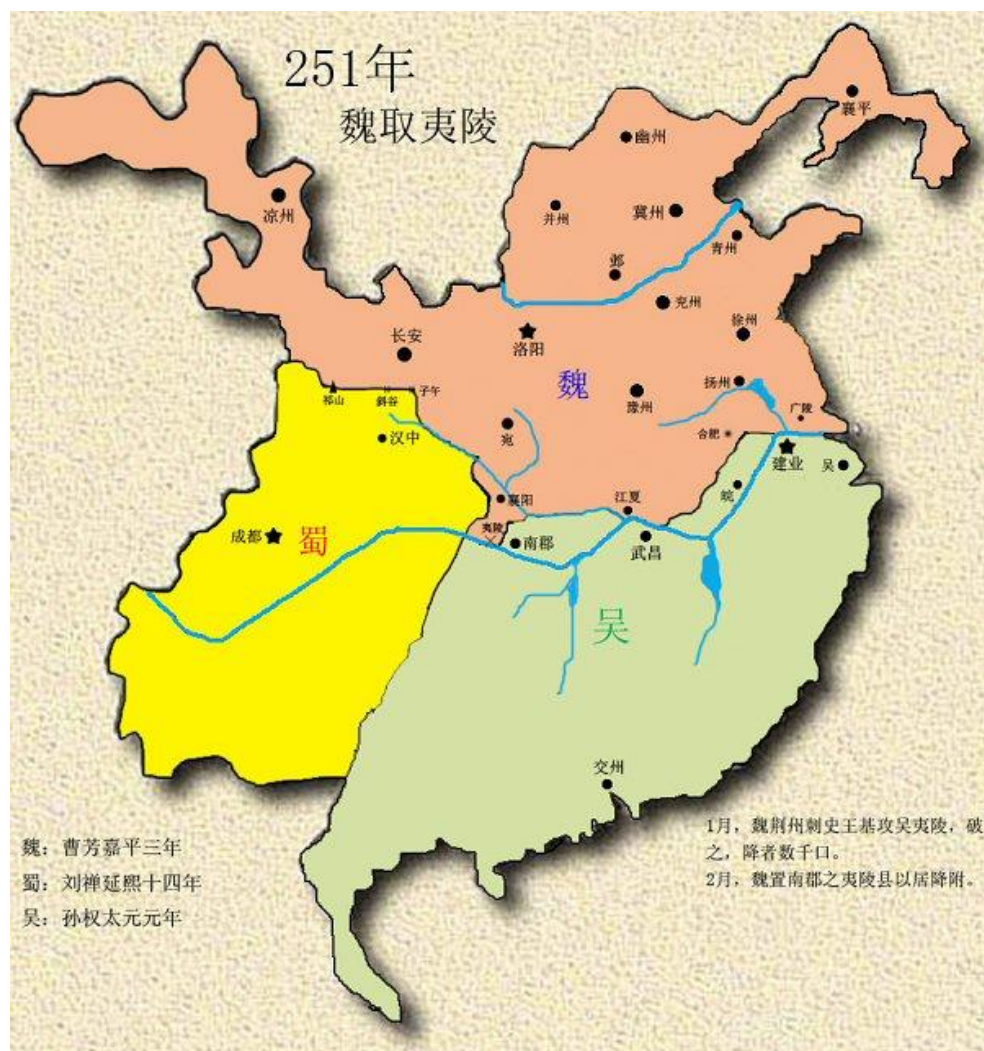 251年
魏取夷陵
襄平
幽州
凉州
并州
冀州
青州
邺
兖州
徐州
长安
洛阳
魏
扬州
豫州
祁山
斜谷
子午
广陵
汉中
宛
合肥
建业
吴
襄阳
江夏
皖
夷陵
成都
蜀
南郡
武昌
吴
交州
1月，魏荆州刺史王基攻吴夷陵，破
之，降者数千口。
2月，魏置南郡之夷陵县以居降附。
魏：曹芳嘉平三年
蜀：刘禅延熙十四年
吴：孙权太元元年